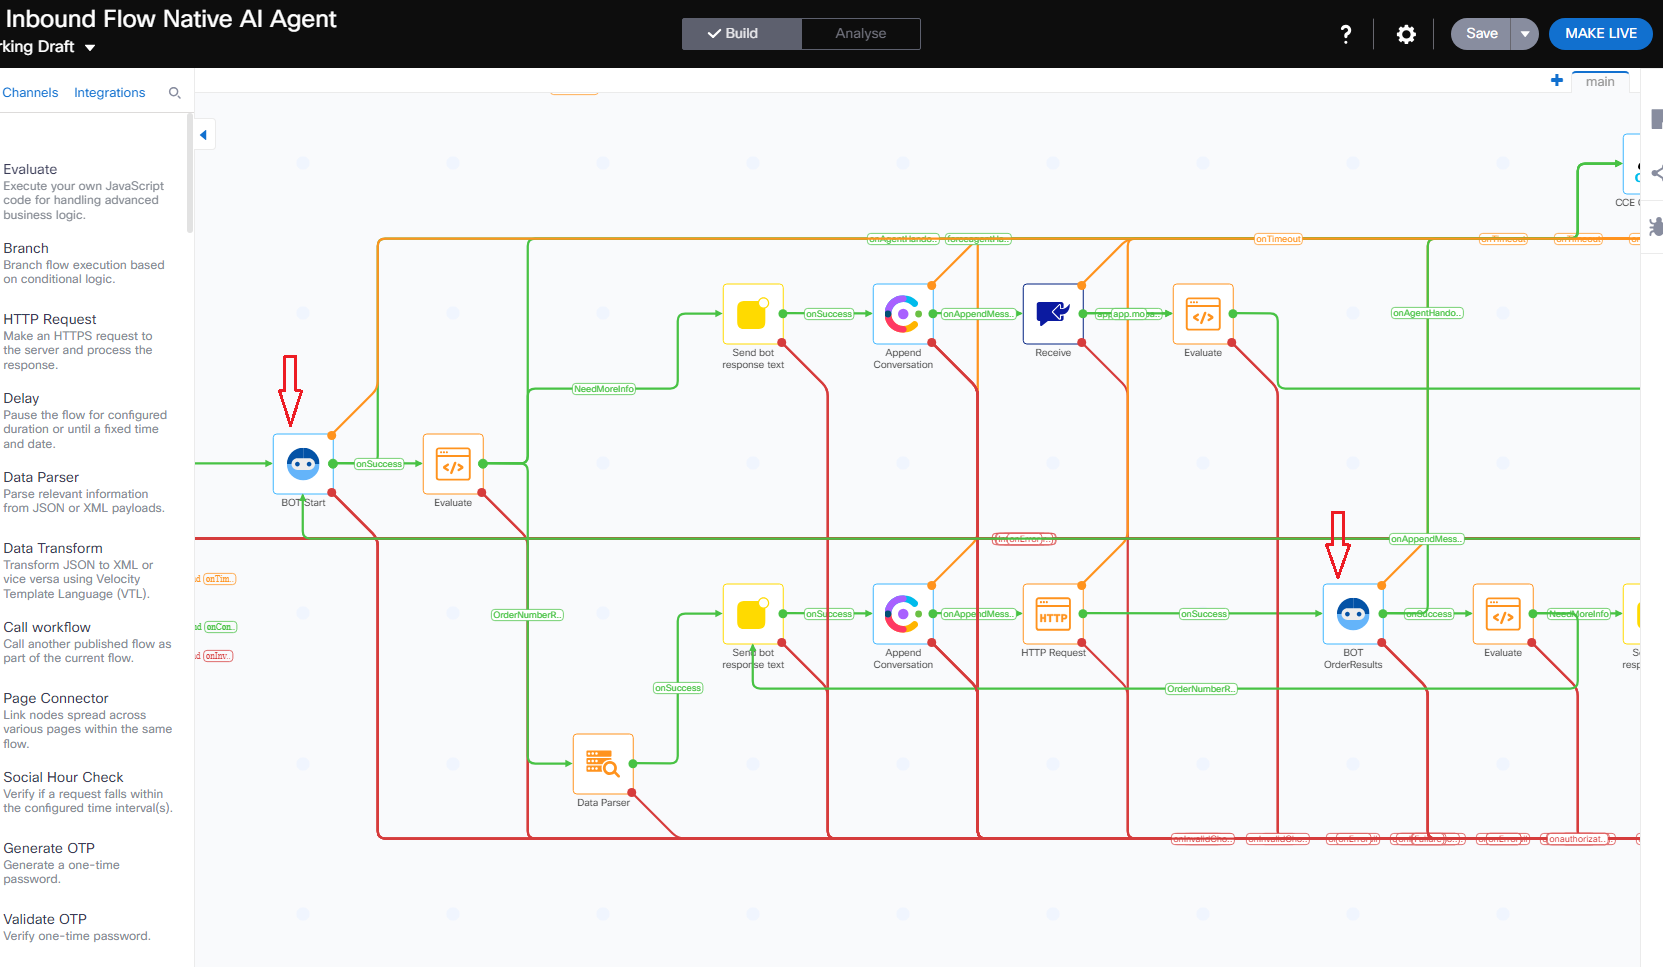 Inbound Flow Native AI Agent
rking Draft
Build
Analyse
?
Save
MAKE LIVE
Channels
Integrations
main
Evaluate
Execute your own JavaScript
code for handling advanced
business logic.
Branch
Branch flow execution based
on conditional logic.
HTTP Request
Make an HTTPS request to
the server and process the
response.
Delay
Pause the flow for configured
duration or until a fixed time
and date.
Data Parser
Parse relevant information
from JSON or XML payloads.
Data Transform
Transform JSON to XML or
vice versa using Velocity
Template Language (VTL).
Call workflow
Call another published flow as
part of the current flow.
Page Connector
Link nodes spread across
various pages within the same
flow.
Social Hour Check
Verify if a request falls within
the configured time interval(s).
Generate OTP
Generate a one-time
password.
Validate OTP
Verify one-time password.
CCE
onAgentHando..
onTimeout
onTimeout
onTimeout
onSuccess
onAppendMess..
app.mo
onAgentHando..
Send bot
response text
Append
Conversation
Receive
Evaluate
NeedMoreInfo
onSuccess
BOT Start
Evaluate
onError
onAppendMess..
onTim..
onCon..
onInv..
OrderNumberR..
onSuccess
onAppendMess..
HTTP
onSuccess
onSuccess
NeedMoreInfo
Send bot
response text
Append
Conversation
HTTP Request
BOT
OrderResults
Evaluate
S
resp
onSuccess
OrderNumberR..
Data Parser
onInvalidCho..
onInvalidCho..
onError
Failure
onError
onauthorizat..